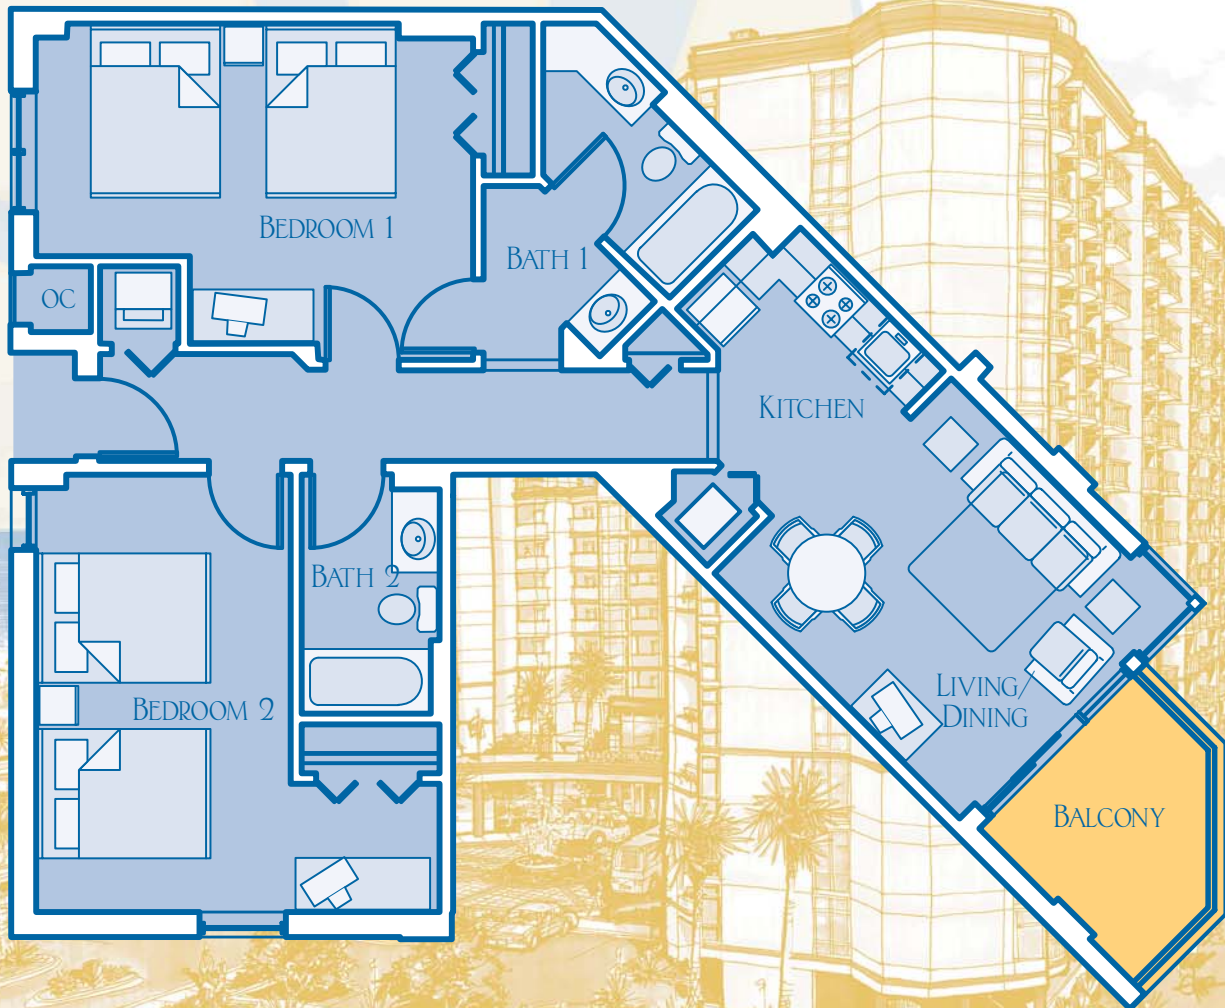 BEDROOM 1
BATH 1
OC
KITCHEN
BATH 2
BEDROOM 2
LIVING/
DINING
BALCONY